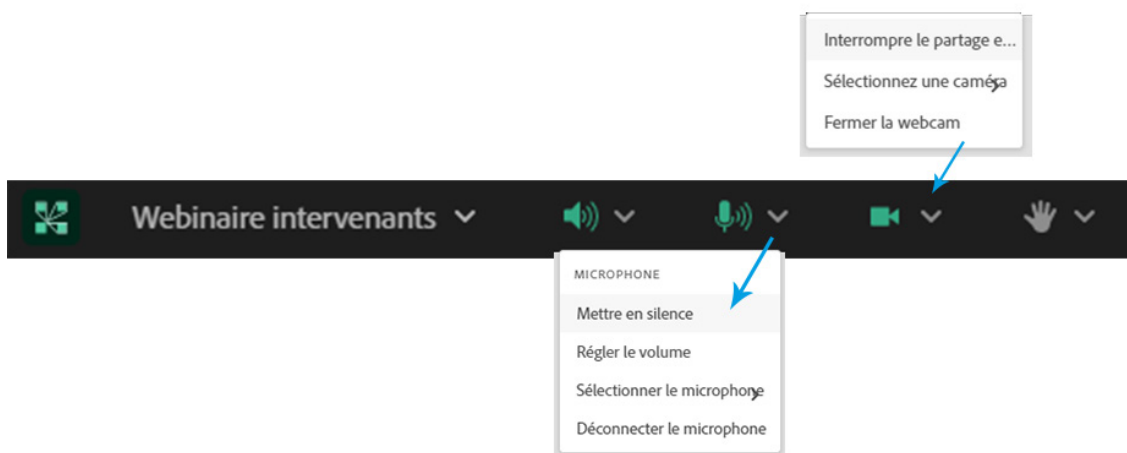 Interrompre le partage e...
Sélectionnez une caméra
Fermer la webcam
Webinaire intervenants
MICROPHONE
Mettre en silence
Régler le volume
Sélectionner le microphone
Déconnecter le microphone